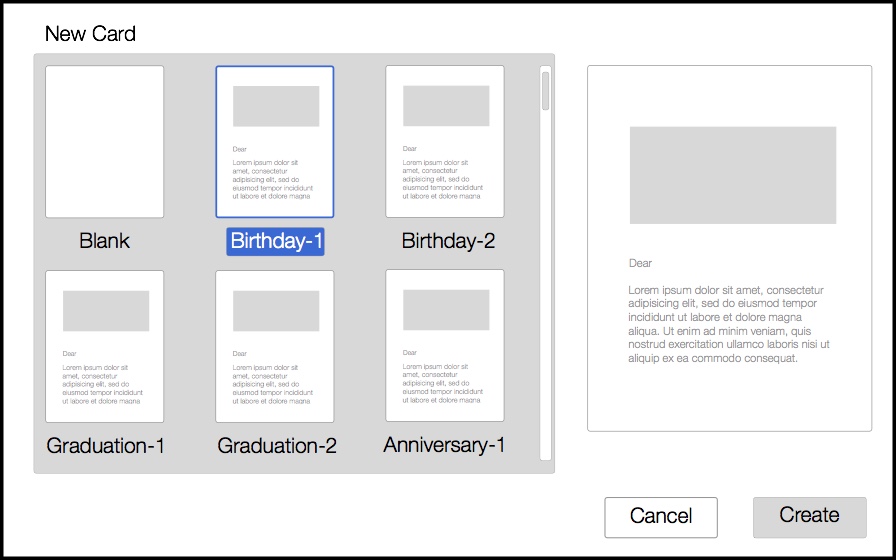 New Card
Dear
Lorem ipsum dolor sit
amet, consectetur
adipisicing elit, sed do
eiusmod tempor incididunt
ut labore et dolore magna
Dear
Lorem ipsum dolor sit
amet, consectetur
adipisicing elit, sed do
eiusmod tempor incididunt
ut labore et dolore magna
Blank
Birthday-1
Birthday-2
Dear
Lorem ipsum dolor sit
amet, consectetur
adipisicing elit, sed do
eiusmod tempor incididunt
ut labore et dolore magna
Dear
Lorem ipsum dolor sit
amet, consectetur
adipisicing elit, sed do
eiusmod tempor incididunt
ut labore et dolore magna
Dear
Lorem ipsum dolor sit
amet, consectetur
adipisicing elit, sed do
eiusmod tempor incididunt
ut labore et dolore magna
Graduation-1
Graduation-2
Anniversary-1
Dear
Lorem ipsum dolor sit amet, consectetur
adipisicing elit, sed do eiusmod tempor
incididunt ut labore et dolore magna
aliqua. Ut enim ad minim veniam, quis
nostrud exercitation ullamco laboris nisi ut
aliquip ex ea commodo consequat.
Cancel
Create